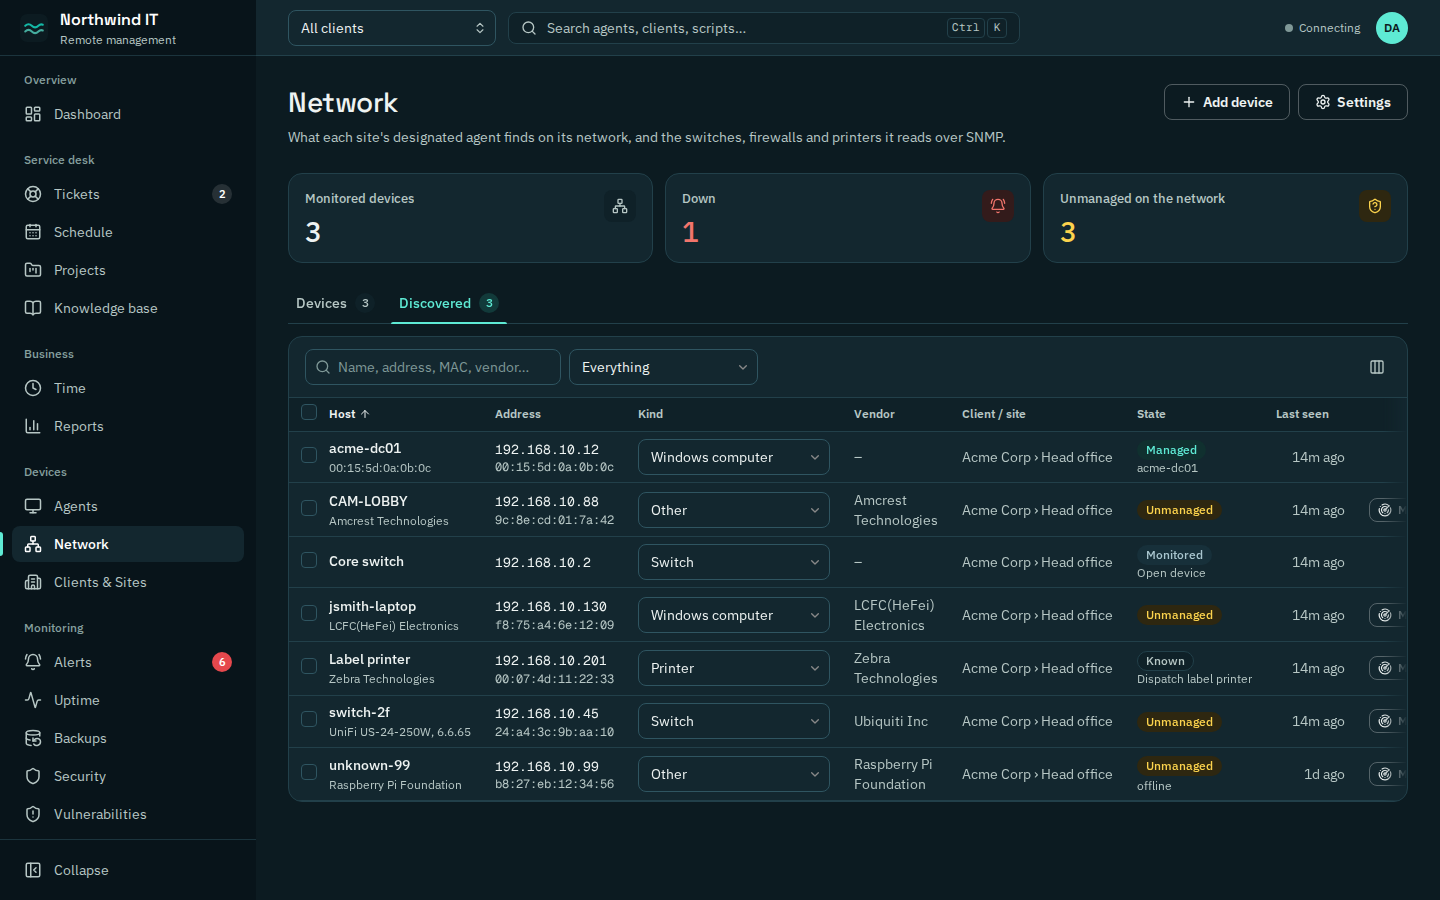 Northwind IT
Remote management
All clients
Search agents, clients, scripts...
Ctrl K
Connecting
DA
Overview
Dashboard
Service desk
Tickets 2
Schedule
Projects
Knowledge base
Business
Time
Reports
Devices
Agents
Network
Clients & Sites
Monitoring
Alerts 6
Uptime
Backups
Security
Vulnerabilities
Collapse
Network
Add device
Settings
What each site's designated agent finds on its network, and the switches, firewalls and printers it reads over SNMP.
Monitored devices
3
Down
1
Unmanaged on the network
3
Devices 3
Discovered 3
Name, address, MAC, vendor...
Everything
Host Address Kind Vendor Client / site State Last seen
acme-dc01
00:15:5d:0a:0b:0c
192.168.10.12
00:15:5d:0a:0b:0c
Windows computer
–
Acme Corp › Head office
Managed
acme-dc01
14m ago
CAM-LOBBY
Amcrest Technologies
192.168.10.88
9c:8e:cd:01:7a:42
Other
Amcrest
Technologies
Acme Corp › Head office
Unmanaged
14m ago
Core switch
192.168.10.2
Switch
–
Acme Corp › Head office
Monitored
Open device
14m ago
jsmith-laptop
LCFC(HeFei) Electronics
192.168.10.130
f8:75:a4:6e:12:09
Windows computer
LCFC(HeFei)
Electronics
Acme Corp › Head office
Unmanaged
14m ago
Label printer
Zebra Technologies
192.168.10.201
00:07:4d:11:22:33
Printer
Zebra
Technologies
Acme Corp › Head office
Known
Dispatch label printer
14m ago
switch-2f
UniFi US-24-250W, 6.6.65
192.168.10.45
24:a4:3c:9b:aa:10
Switch
Ubiquiti Inc
Acme Corp › Head office
Unmanaged
14m ago
unknown-99
Raspberry Pi Foundation
192.168.10.99
b8:27:eb:12:34:56
Other
Raspberry Pi
Foundation
Acme Corp › Head office
Unmanaged
offline
1d ago